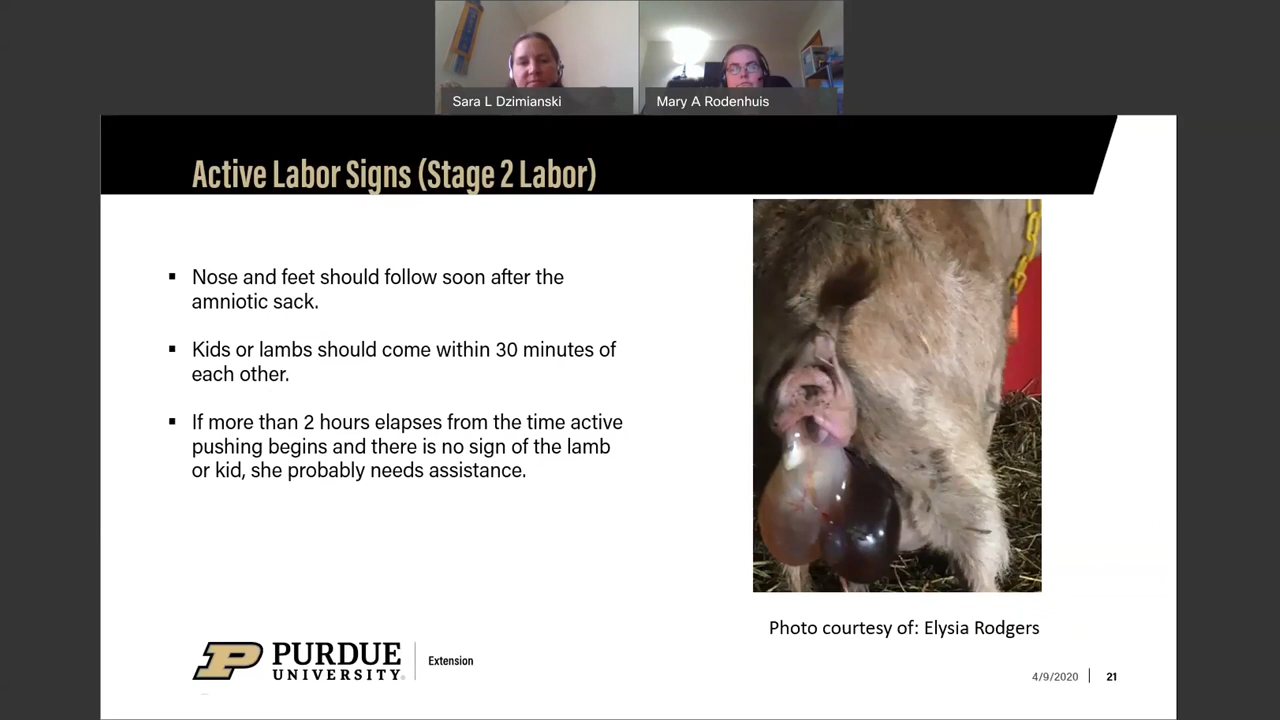 Sara L Dzimianski
Mary A Rodenhuis
Active Labor Signs (Stage 2 Labor)
▪ Nose and feet should follow soon after the
amniotic sack.
▪ Kids or lambs should come within 30 minutes of
each other.
▪ If more than 2 hours elapses from the time active
pushing begins and there is no sign of the lamb
or kid, she probably needs assistance.
Photo courtesy of: Elysia Rodgers
P PURDUE
UNIVERSITY®
Extension
4/9/2020 21